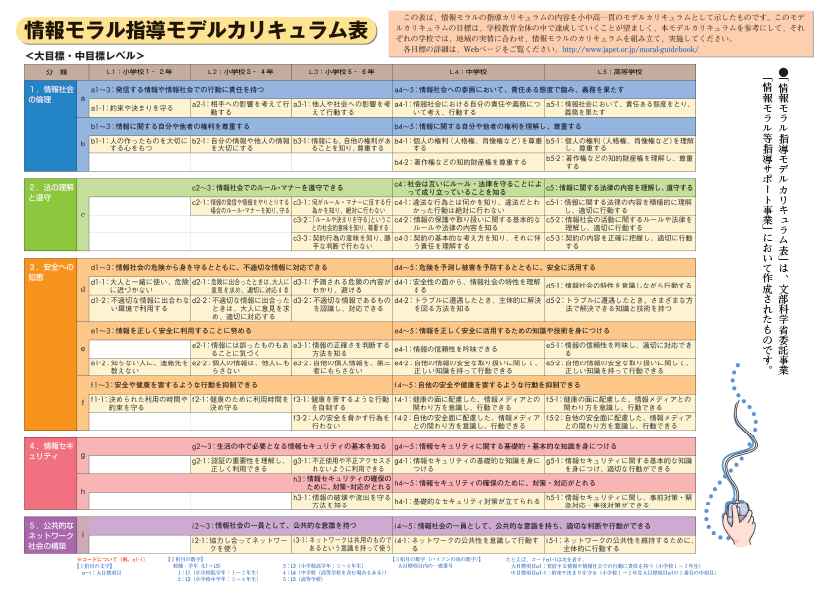 情報モラル指導モデルカリキュラム表
＜大目標・中目標レベル＞
この表は、情報モラルの指導カリキュラムの内容を小中高一貫のモデルカリキュラムとして示したものです。このモデ
ルカリキュラムの目標は、学校教育全体の中で達成していくことが望ましく、本モデルカリキュラムを参考にして、それ
ぞれの学校では、地域の実情に合わせ、情報モラルのカリキュラムを組み立て、実施してください。
各目標の詳細は、Webページをご覧ください。http://www.japet.or.jp/moral-guidebook/
分 類 L1：小学校1～2年 L2：小学校3～4年 L3：小学校5～6年 L4：中学校 L5：高等学校
1．情報社会
の倫理
a
a1～3：発信する情報や情報社会での行動に責任を持つ
a4～5：情報社会への参画において、責任ある態度で臨み、義務を果たす
a1-1：約束や決まりを守る
a2-1：相手への影響を考えて行
動する
a3-1：他人や社会への影響を考
えて行動する
a4-1：情報社会における自分の責任や義務につ
いて考え、行動する
a5-1：情報社会において、責任ある態度をとり、
義務を果たす
b
b1～3：情報に関する自分や他者の権利を尊重する
b4～5：情報に関する自分や他者の権利を理解し、尊重する
b1-1：人の作ったものを大切に
する心をもつ
b2-1：自分の情報や他人の情報
を大切にする
b3-1：情報にも、自他の権利があ
ることを知り、尊重する
b4-1：個人の権利（人格権、肖像権など）を尊重
する
b5-1：個人の権利（人格権、肖像権など）を理解
し、尊重する
b4-2：著作権などの知的財産権を尊重する
b5-2：著作権などの知的財産権を理解し、尊重
する
2．法の理解
と遵守
c
c2～3：情報社会でのルール・マナーを遵守できる
c4：社会は互いにルール・法律を守ることによ
って成り立っていることを知る
c5：情報に関する法律の内容を理解し、遵守する
c2-1：情報の発信や情報をやりとりする
場合のルール・マナーを知り、守る
c3-1：何がルール・マナーに反する行
為かを知り、絶対に行わない
c4-1：違法な行為とは何かを知り、違法だとわ
かった行動は絶対に行わない
c5-1：情報に関する法律の内容を積極的に理解
し、適切に行動する
c3-2：「ルールや決まりを守る」というこ
との社会的意味を知り、尊重する
c4-2：情報の保護や取り扱いに関する基本的な
ルールや法律の内容を知る
c5-2：情報社会の活動に関するルールや法律を
理解し、適切に行動する
c3-3：契約行為の意味を知り、勝
手な判断で行わない
c4-3：契約の基本的な考え方を知り、それに伴
う責任を理解する
c5-3：契約の内容を正確に把握し、適切に行動
する
3．安全への
知恵
d
d1～3：情報社会の危険から身を守るとともに、不適切な情報に対応できる
d4～5：危険を予測し被害を予防するとともに、安全に活用する
d1-1：大人と一緒に使い、危険
に近づかない
d2-1：危険に出合ったときは、大人に
意見を求め、適切に対応する
d3-1：予測される危険の内容が
わかり、避ける
d4-1：安全性の面から、情報社会の特性を理解
する
d5-1：情報社会の特性を意識しながら行動する
d1-2：不適切な情報に出合わな
い環境で利用する
d2-2：不適切な情報に出合った
ときは、大人に意見を求
め、適切に対応する
d3-2：不適切な情報であるもの
を認識し、対応できる
d4-2：トラブルに遭遇したとき、主体的に解決
を図る方法を知る
d5-2：トラブルに遭遇したとき、さまざまな方
法で解決できる知識と技術を持つ
e
e1～3：情報を正しく安全に利用することに努める
e4～5：情報を正しく安全に活用するための知識や技術を身につける
e2-1：情報には誤ったものもあ
ることに気づく
e3-1：情報の正確さを判断する
方法を知る
e4-1：情報の信頼性を吟味できる
e5-1：情報の信頼性を吟味し、適切に対応でき
る
e1-2：知らない人に、連絡先を
教えない
e2-2：個人の情報は、他人にも
らさない
e3-2：自他の個人情報を、第三
者にもらさない
e4-2：自他の情報の安全な取り扱いに関して、
正しい知識を持って行動できる
e5-2：自他の情報の安全な取り扱いに関して、
正しい知識を持って行動できる
f
f1～3：安全や健康を害するような行動を抑制できる
f4～5：自他の安全や健康を害するような行動を抑制できる
f1-1：決められた利用の時間や
約束を守る
f2-1：健康のために利用時間を
決め守る
f3-1：健康を害するような行動
を自制する
f4-1：健康の面に配慮した、情報メディアとの
関わり方を意識し、行動できる
f5-1：健康の面に配慮した、情報メディアとの
関わり方を意識し、行動できる
f3-2：人の安全を脅かす行為を
行わない
f4-2：自他の安全面に配慮した、情報メディア
との関わり方を意識し、行動できる
f5-2：自他の安全面に配慮した、情報メディア
との関わり方を意識し、行動できる
4．情報セキ
ュリティ
g
g2～3：生活の中で必要となる情報セキュリティの基本を知る
g4～5：情報セキュリティに関する基礎的・基本的な知識を身につける
g2-1：認証の重要性を理解し、
正しく利用できる
g3-1：不正使用や不正アクセスさ
れないように利用できる
g4-1：情報セキュリティの基礎的な知識を身に
つける
g5-1：情報セキュリティに関する基本的な知識
を身につけ、適切な行動ができる
h
h3：情報セキュリティの確保の
ために、対策・対応がとれる
h4～5：情報セキュリティの確保のために、対策・対応がとれる
h3-1：情報の破壊や流出を守る
方法を知る
h4-1：基礎的なセキュリティ対策が立てられる
h5-1：情報セキュリティに関し、事前対策・緊
急対応・事後対策ができる
5．公共的な
ネットワーク
社会の構築
i
i2～3：情報社会の一員として、公共的な意識を持つ
i4～5：情報社会の一員として、公共的な意識を持ち、適切な判断や行動ができる
i2-1：協力し合ってネットワー
クを使う
i3-1：ネットワークは共用のもので
あるという意識を持って使う
i4-1：ネットワークの公共性を意識して行動す
る
i5-1：ネットワークの公共性を維持するために、
主体的に行動する
●「情報モラル指導モデルカリキュラム表」は、文部科学省委託事業
「情報モラル等指導サポート事業」において作成されたものです。
※コードについて（例、a1-1）
【1桁目の文字】
a～i：大目標項目
【2桁目の数字】
校種・学年（L1～L5）
1：L1（小学校低学年：1～2年生）
2：L2（小学校中学年：3～4年生）
3：L3（小学校高学年：5～6年生）
4：L4（中学校（高等学校を含む場合もある））
5：L5（高等学校）
【3桁目の数字（ハイフンの後の数字）】
大目標項目内の一連番号
たとえば、コードa1-1は次を表す。
大目標項目a1：発信する情報や情報社会での行動に責任を持つ（小学校1～2年生）
中目標項目a1-1：約束や決まりを守る（小学校1～2年生大目標項目a1の1番目の中項目）